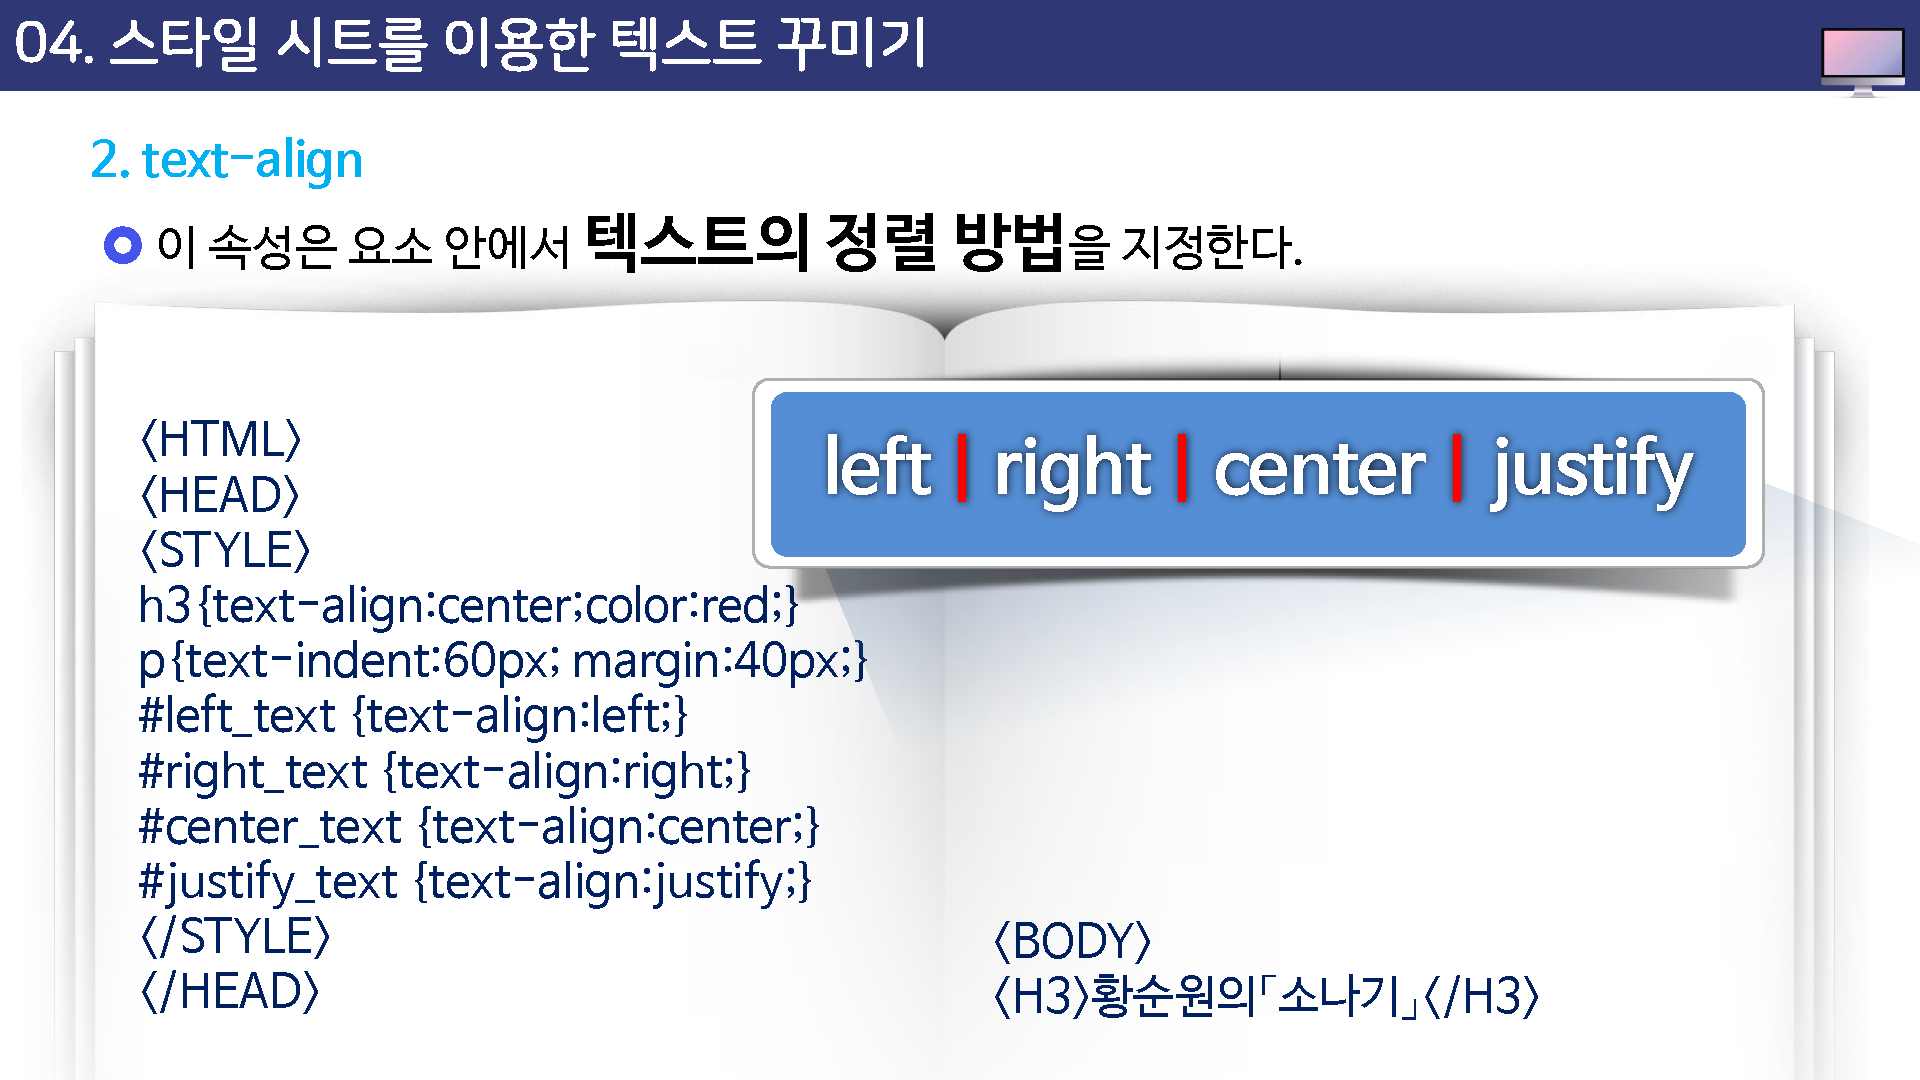 04. 스타일 시트를 이용한 텍스트 꾸미기
2. text-align
이 속성은 요소 안에서 텍스트의 정렬 방법을 지정한다.
left | right | center | justify
<HTML>
<HEAD>
<STYLE>
h3{text-align:center;color:red;}
p{text-indent:60px; margin:40px;}
#left_text {text-align:left;}
#right_text {text-align:right;}
#center_text {text-align:center;}
#justify_text {text-align:justify;}
</STYLE>
</HEAD>
<BODY>
<H3>황순원의「소나기」</H3>